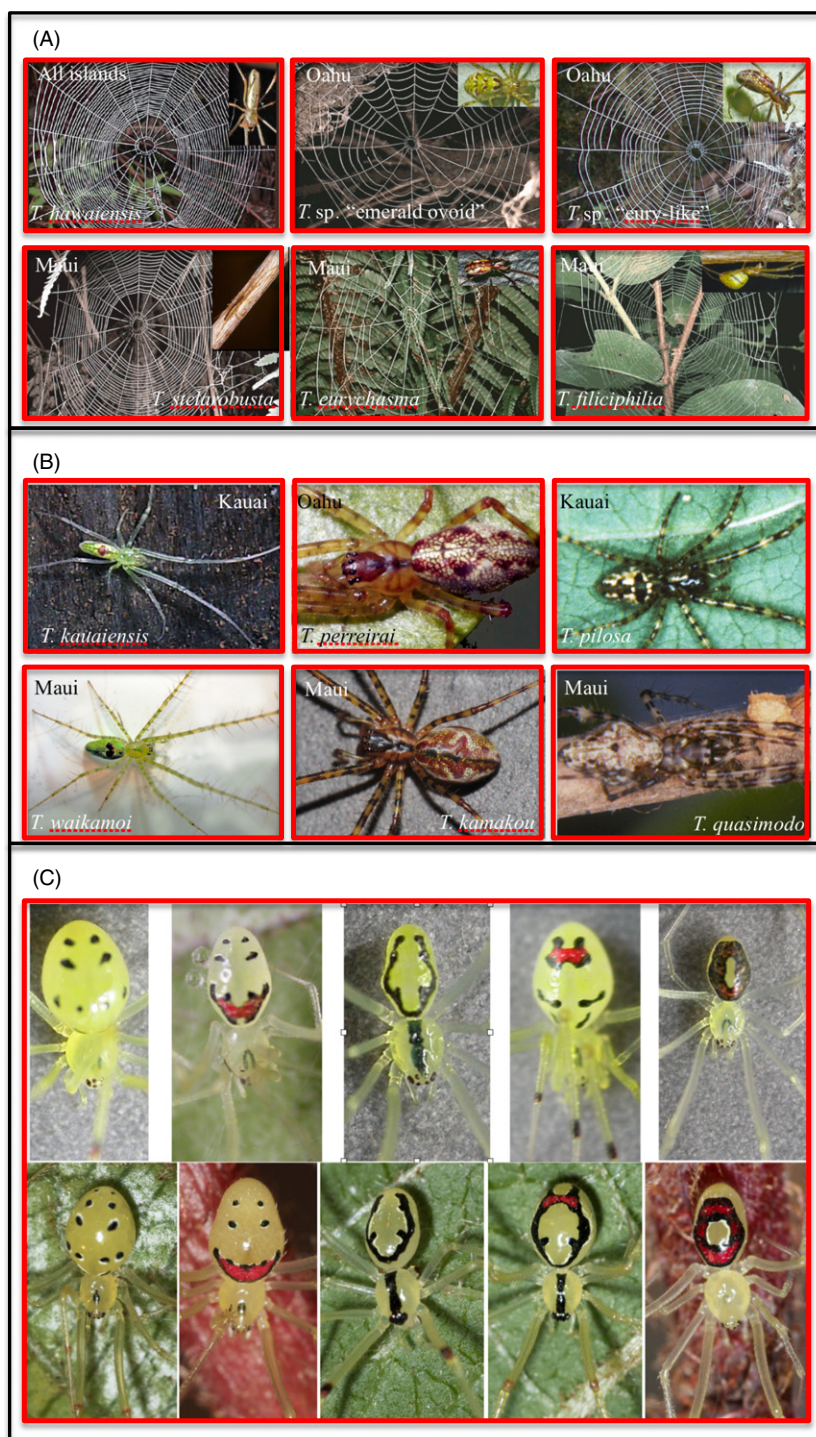 (A)
All islands
Oahu
Oahu
T. hawaiensis
T. sp. “emerald ovoid”
T. sp. “eury-like”
Maui
Maui
Maui
T. stelarobusta
T. eurychasma
T. filiciphilia
(B)
Kauai
Oahu
Kauai
T. kauaiensis
T. perreirai
T. pilosa
Maui
Maui
Maui
T. waikamoi
T. kamakou
T. quasimodo
(C)